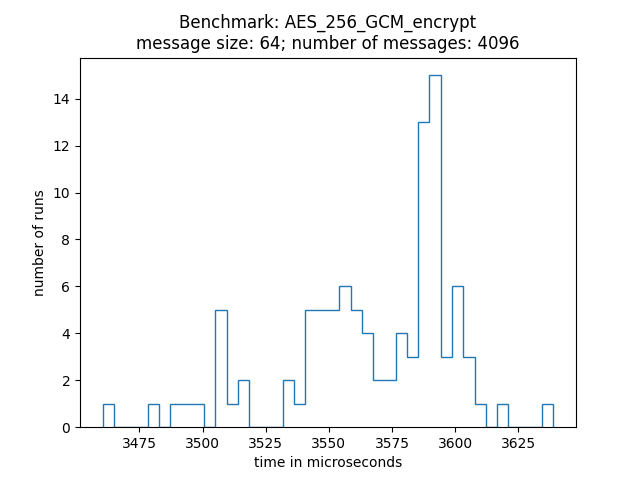 Benchmark: AES_256_GCM_encrypt
message size: 64; number of messages: 4096
number of runs
14
12
10
8
6
4
2
0
3475 3500 3525 3550 3575 3600 3625
time in microseconds